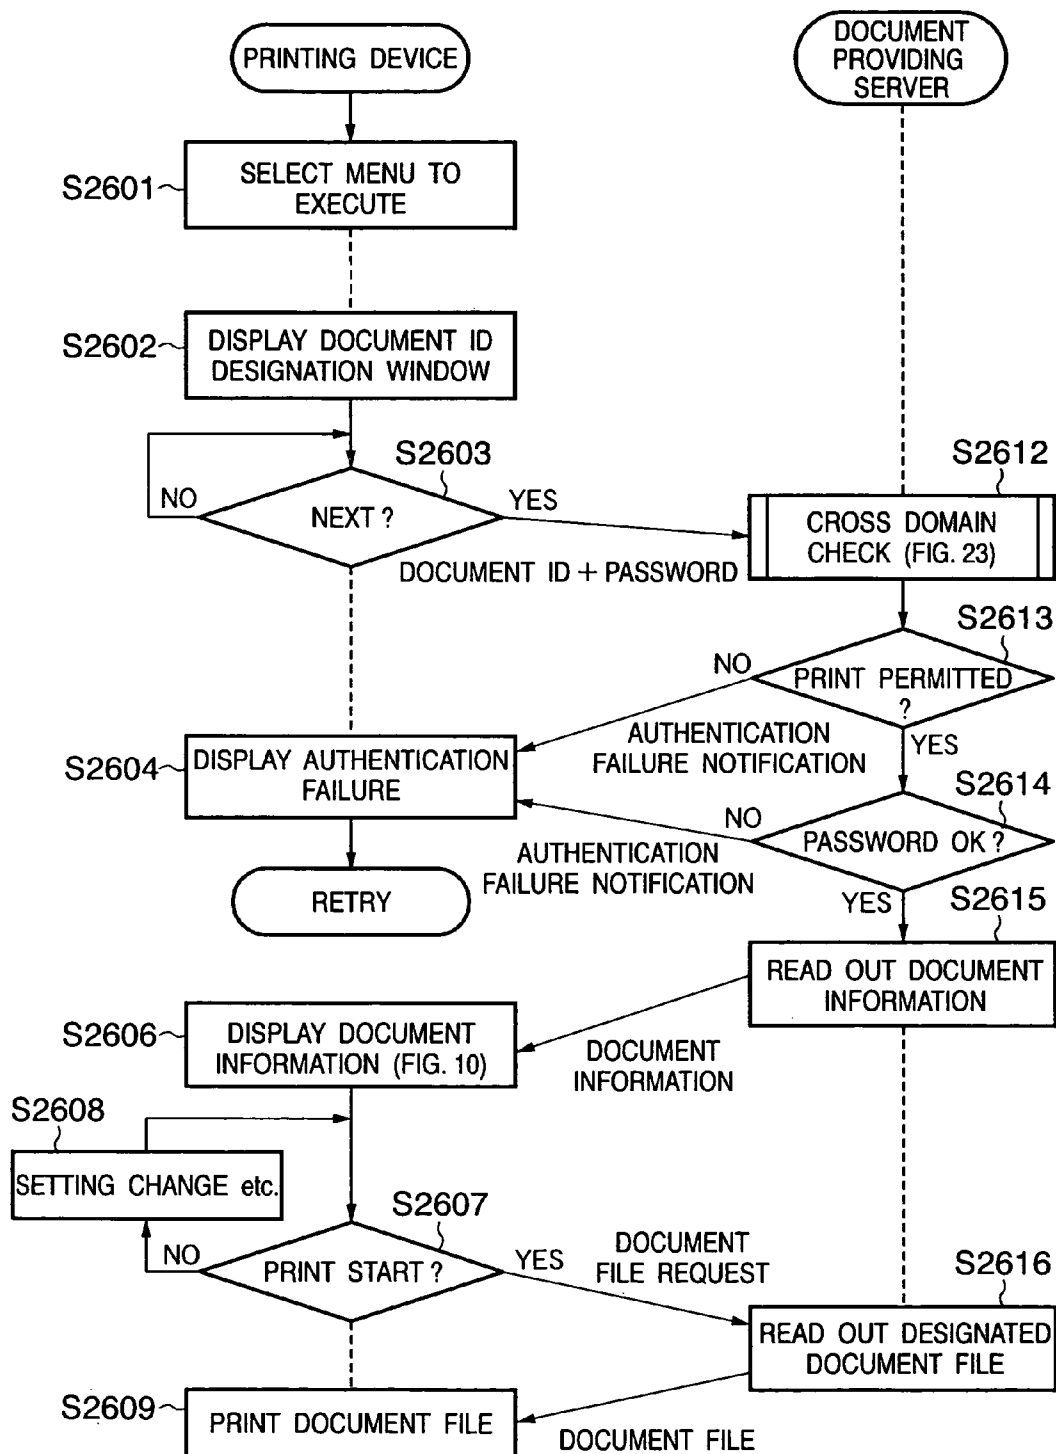 PRINTING DEVICE
DOCUMENT
PROVIDING
SERVER
S2601
SELECT MENU TO
EXECUTE
S2602
DISPLAY DOCUMENT ID
DESIGNATION WINDOW
S2603
NO
NEXT ?
YES
DOCUMENT ID + PASSWORD
S2612
CROSS DOMAIN
CHECK (FIG. 23)
S2613
NO
PRINT PERMITTED
?
YES
AUTHENTICATION
FAILURE NOTIFICATION
S2604
DISPLAY AUTHENTICATION
FAILURE
S2614
NO
PASSWORD OK ?
YES
AUTHENTICATION
FAILURE NOTIFICATION
RETRY
S2615
READ OUT DOCUMENT
INFORMATION
S2606
DISPLAY DOCUMENT
INFORMATION (FIG. 10)
DOCUMENT
INFORMATION
S2608
SETTING CHANGE etc.
S2607
NO
PRINT START ?
YES
DOCUMENT
FILE REQUEST
S2616
READ OUT DESIGNATED
DOCUMENT FILE
S2609
PRINT DOCUMENT FILE
DOCUMENT FILE